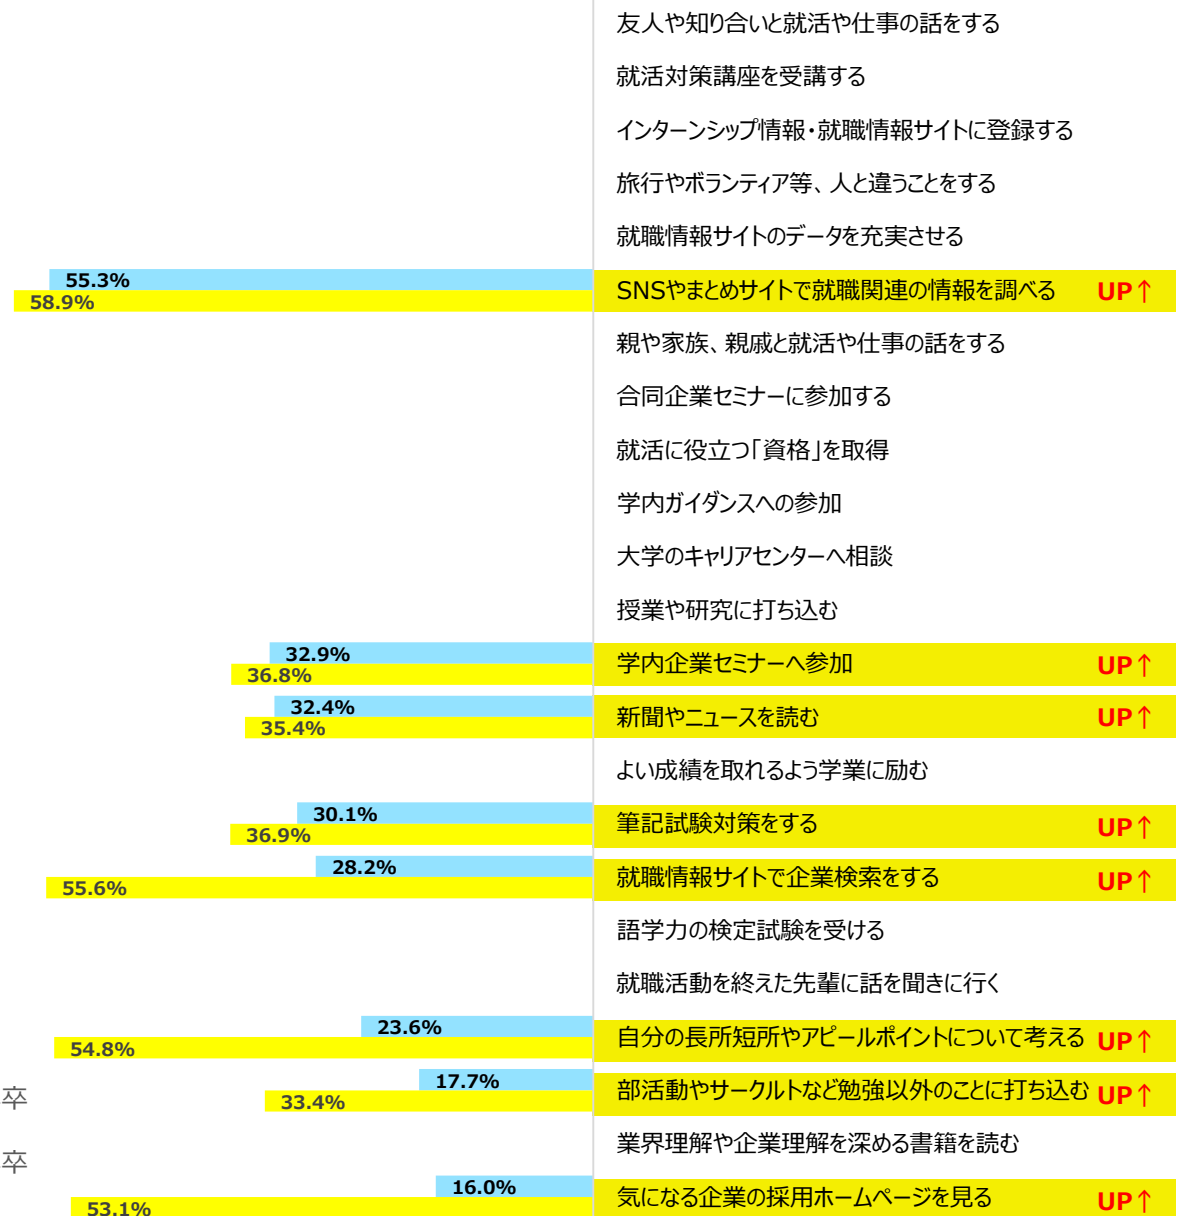 友人や知り合いと就活や仕事の話をする
就活対策講座を受講する
インターンシップ情報・就職情報サイトに登録する
旅行やボランティア等、人と違うことをする
就職情報サイトのデータを充実させる
55.3%
58.9%
SNSやまとめサイトで就職関連の情報を調べる UP↑
親や家族、親戚と就活や仕事の話をする
合同企業セミナーに参加する
就活に役立つ「資格」を取得
学内ガイダンスへの参加
大学のキャリアセンターへ相談
授業や研究に打ち込む
32.9%
36.8%
学内企業セミナーへ参加 UP↑
32.4%
35.4%
新聞やニュースを読む UP↑
よい成績を取れるよう学業に励む
30.1%
36.9%
筆記試験対策をする UP↑
28.2%
55.6%
就職情報サイトで企業検索をする UP↑
語学力の検定試験を受ける
就職活動を終えた先輩に話を聞きに行く
23.6%
54.8%
自分の長所短所やアピールポイントについて考える UP↑
17.7%
33.4%
部活動やサークルトなど勉強以外のことに打ち込む UP↑
卒
業界理解や企業理解を深める書籍を読む
卒
16.0%
53.1%
気になる企業の採用ホームページを見る UP↑